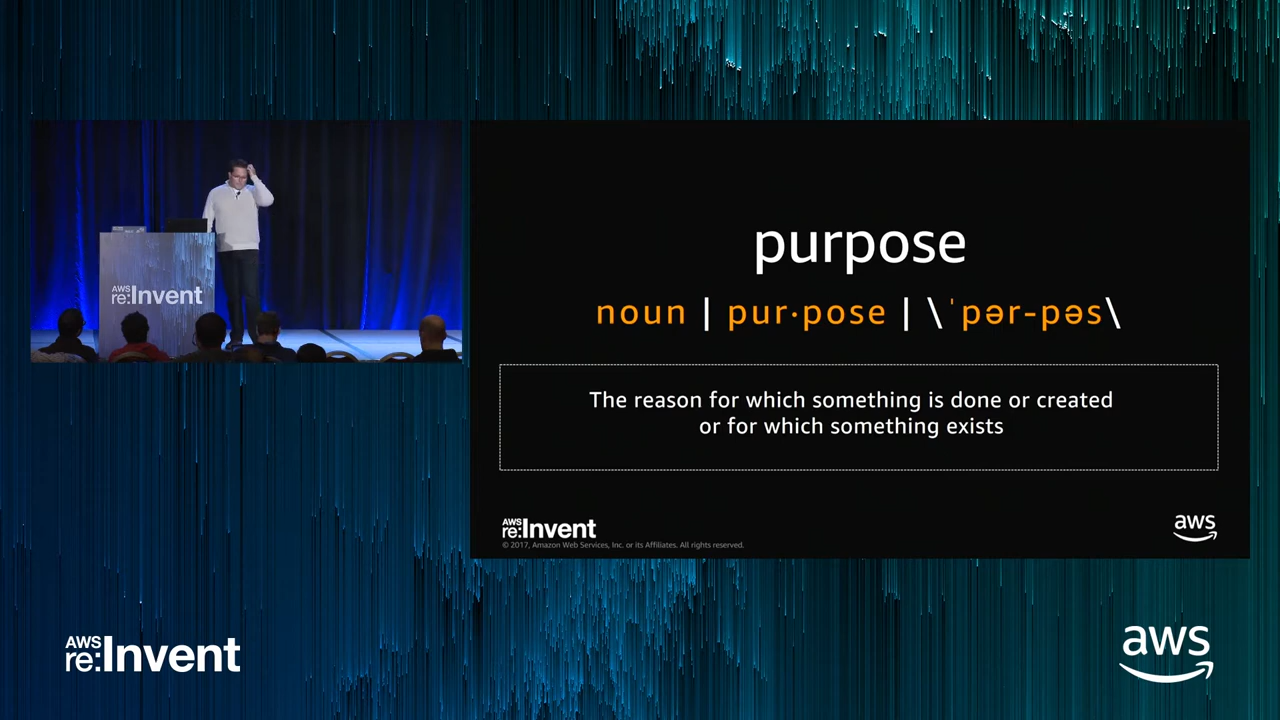 AWS
re:Invent
purpose
noun | pur·pose | \ ˈpər-pəs\
The reason for which something is done or created
or for which something exists
AWS
re:Invent
© 2017, Amazon Web Services, Inc. or its Affiliates. All rights reserved.
aws
AWS
re:Invent
aws